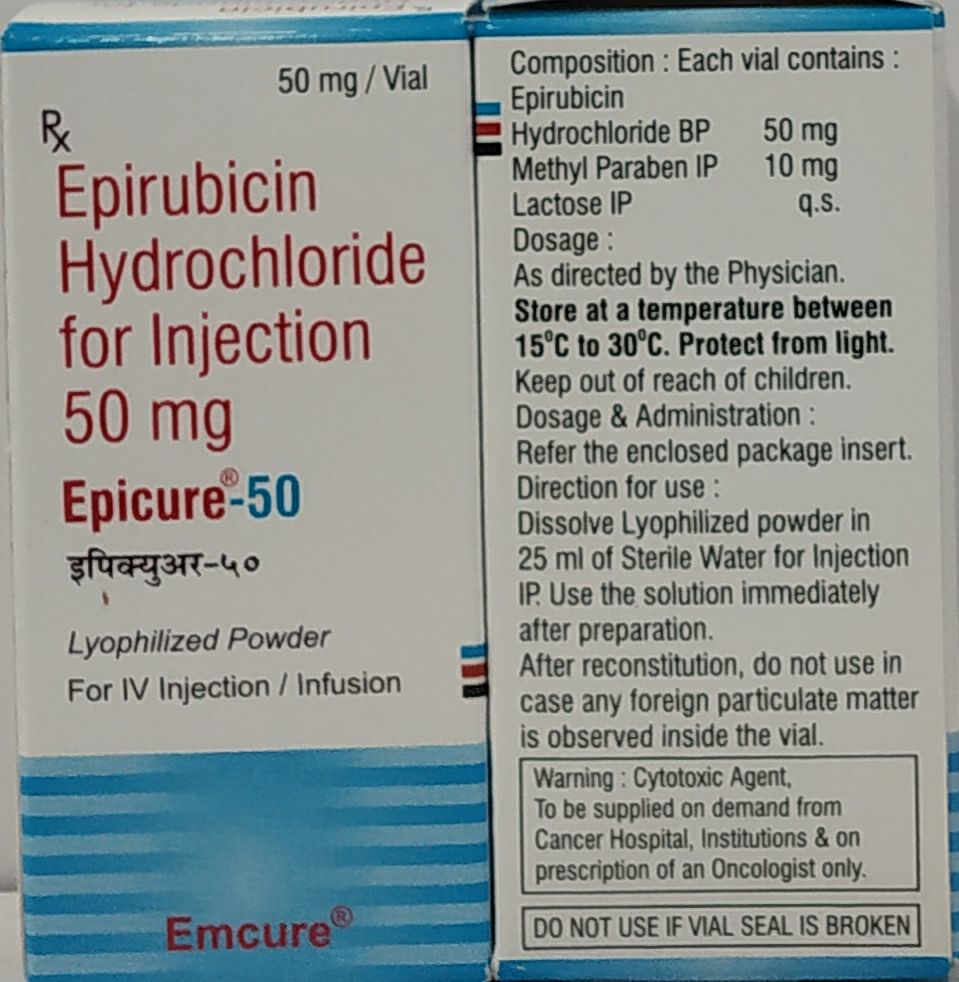 50 mg / Vial
Rx
Epirubicin
Hydrochloride
for Injection
50 mg
Epicure®-50
इपिक्युअर-५०
Lyophilized Powder
For IV Injection / Infusion
Emcure®
Composition : Each vial contains :
Epirubicin
Hydrochloride BP 50 mg
Methyl Paraben IP 10 mg
Lactose IP q.s.
Dosage :
As directed by the Physician.
Store at a temperature between
15°C to 30°C. Protect from light.
Keep out of reach of children.
Dosage & Administration :
Refer the enclosed package insert.
Direction for use :
Dissolve Lyophilized powder in
25 ml of Sterile Water for Injection
IP. Use the solution immediately
after preparation.
After reconstitution, do not use in
case any foreign particulate matter
is observed inside the vial.
Warning : Cytotoxic Agent,
To be supplied on demand from
Cancer Hospital, Institutions & on
prescription of an Oncologist only.
DO NOT USE IF VIAL SEAL IS BROKEN